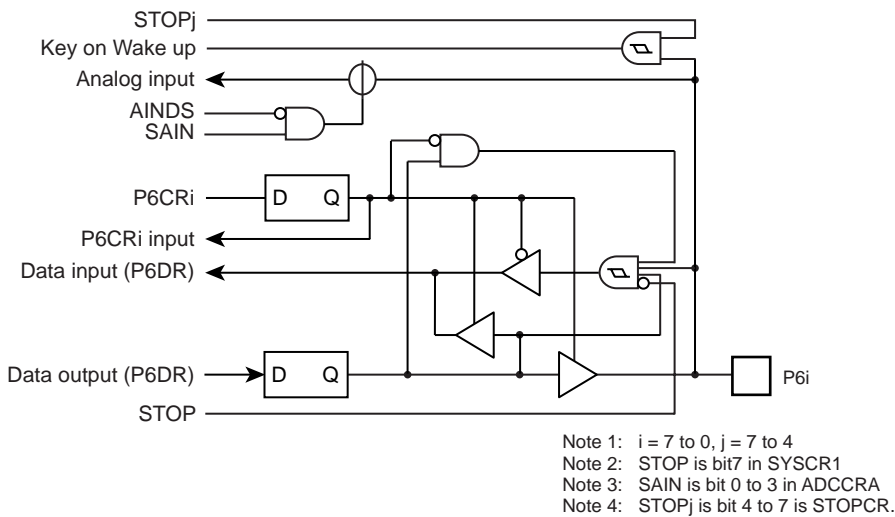 STOPj
Key on Wake up
Analog input
AINDS
SAIN
P6CRi
D Q
P6CRi input
Data input (P6DR)
Data output (P6DR)
D Q
P6i
STOP
Note 1: i = 7 to 0, j = 7 to 4
Note 2: STOP is bit7 in SYSCR1
Note 3: SAIN is bit 0 to 3 in ADCCRA
Note 4: STOPj is bit 4 to 7 is STOPCR.